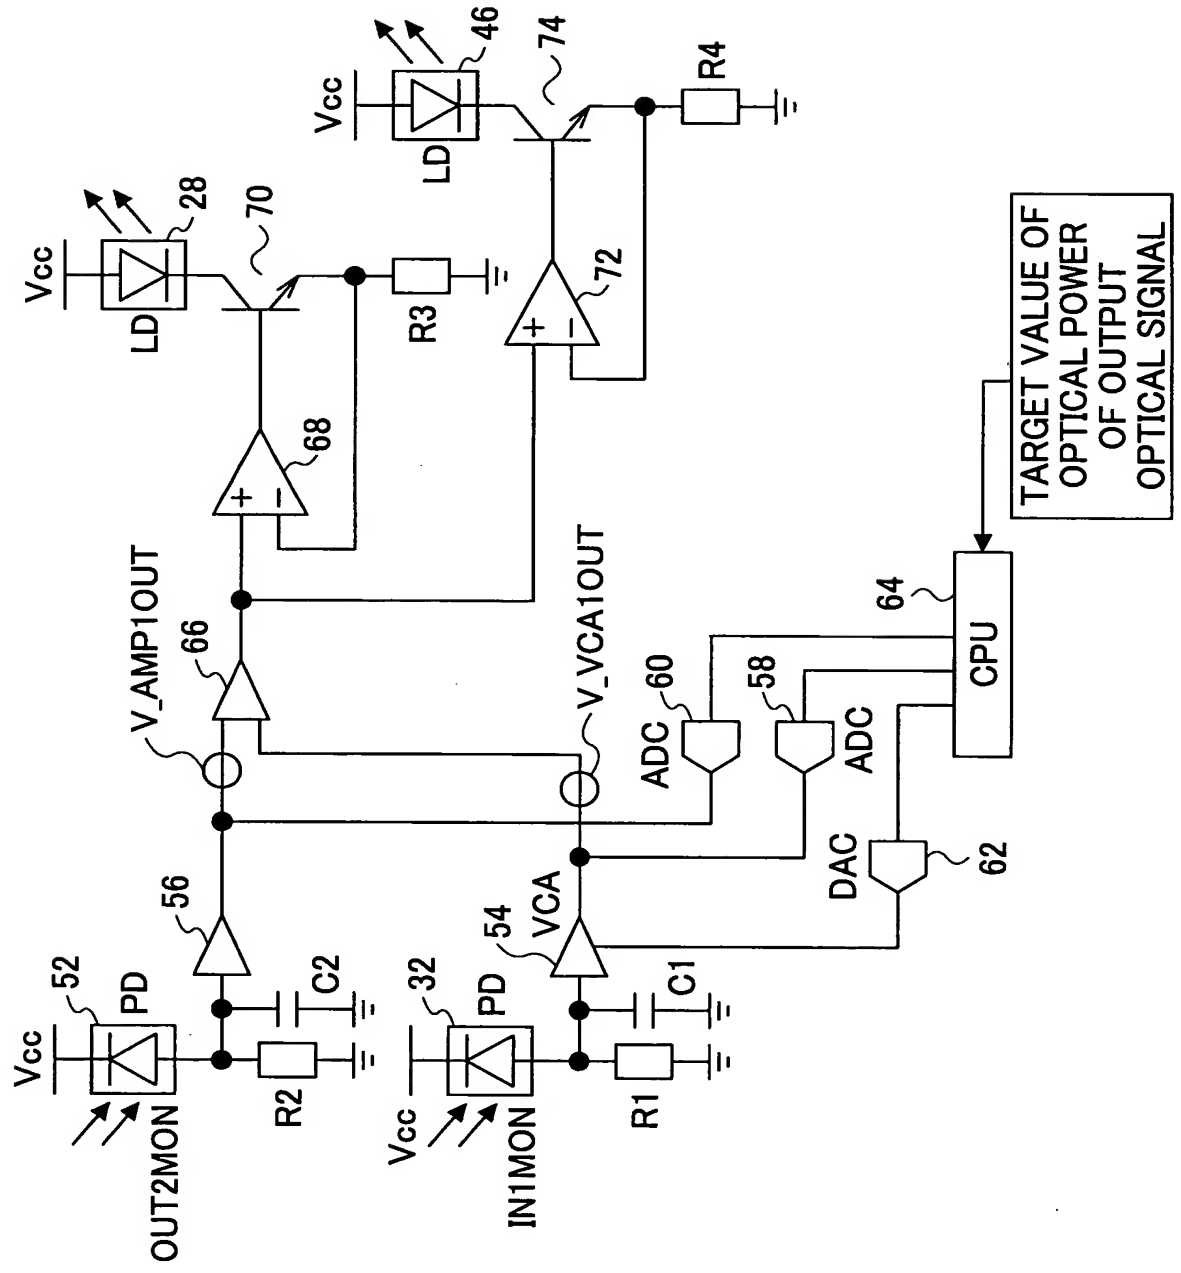 Vcc
46
74
LD
R4
Vcc
28
70
LD
R3
+
−
72
+
−
68
V_AMP1OUT
66
V_VCA1OUT
TARGET VALUE OF
OPTICAL POWER
OF OUTPUT
OPTICAL SIGNAL
64
CPU
ADC
60
58
ADC
DAC
62
56
VCA
54
Vcc
52
PD
C2
R2
OUT2MON
Vcc
32
PD
C1
R1
IN1MON